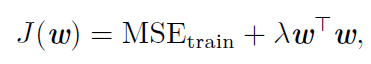 J(w) = MSE_train + λw^⊤w,